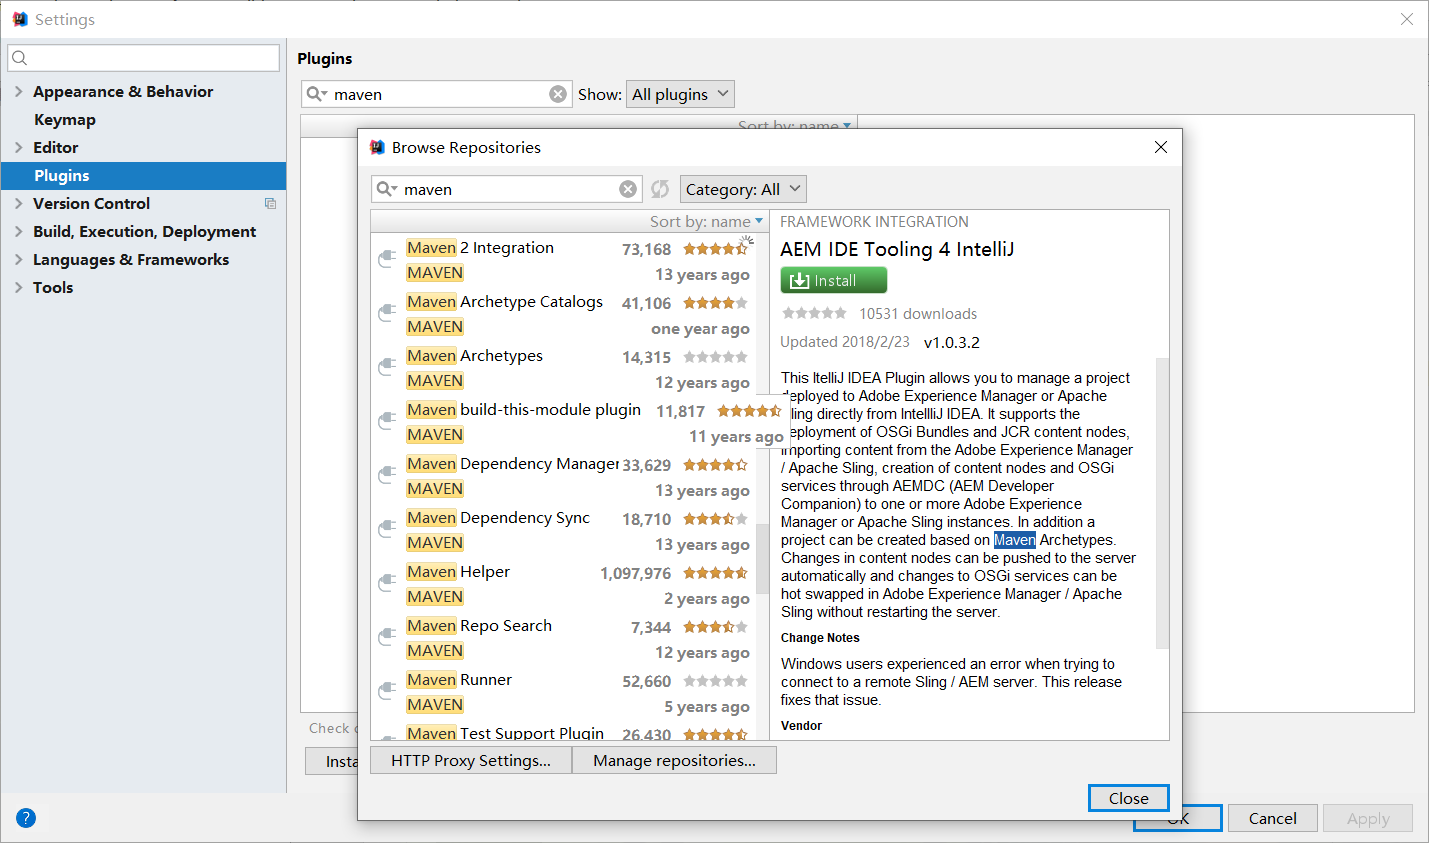 Settings
Plugins
Appearance & Behavior
Keymap
Editor
Plugins
Version Control
Build, Execution, Deployment
Languages & Frameworks
Tools
maven
Show: All plugins
Sort by: name
Browse Repositories
maven
Category: All
Sort by: name
Maven 2 Integration 73,168
MAVEN 13 years ago
Maven Archetype Catalogs 41,106
MAVEN one year ago
Maven Archetypes 14,315
MAVEN 12 years ago
Maven build-this-module plugin 11,817
MAVEN 11 years ago
Maven Dependency Manager 33,629
MAVEN 13 years ago
Maven Dependency Sync 18,710
MAVEN 13 years ago
Maven Helper 1,097,976
MAVEN 2 years ago
Maven Repo Search 7,344
MAVEN 12 years ago
Maven Runner 52,660
MAVEN 5 years ago
Maven Test Support Plugin 26,430
FRAMEWORK INTEGRATION
AEM IDE Tooling 4 IntelliJ
Install
10531 downloads
Updated 2018/2/23 v1.0.3.2
This ItelliJ IDEA Plugin allows you to manage a project
deployed to Adobe Experience Manager or Apache
Sling directly from IntelliJ IDEA. It supports the
deployment of OSGi Bundles and JCR content nodes,
importing content from the Adobe Experience Manager
/ Apache Sling, creation of content nodes and OSGi
services through AEMDC (AEM Developer
Companion) to one or more Adobe Experience
Manager or Apache Sling instances. In addition a
project can be created based on Maven Archetypes.
Changes in content nodes can be pushed to the server
automatically and changes to OSGi services can be
hot swapped in Adobe Experience Manager / Apache
Sling without restarting the server.
Change Notes
Windows users experienced an error when trying to
connect to a remote Sling / AEM server. This release
fixes that issue.
Vendor
HTTP Proxy Settings...
Manage repositories...
Close
Check
?
OK
Cancel
Apply